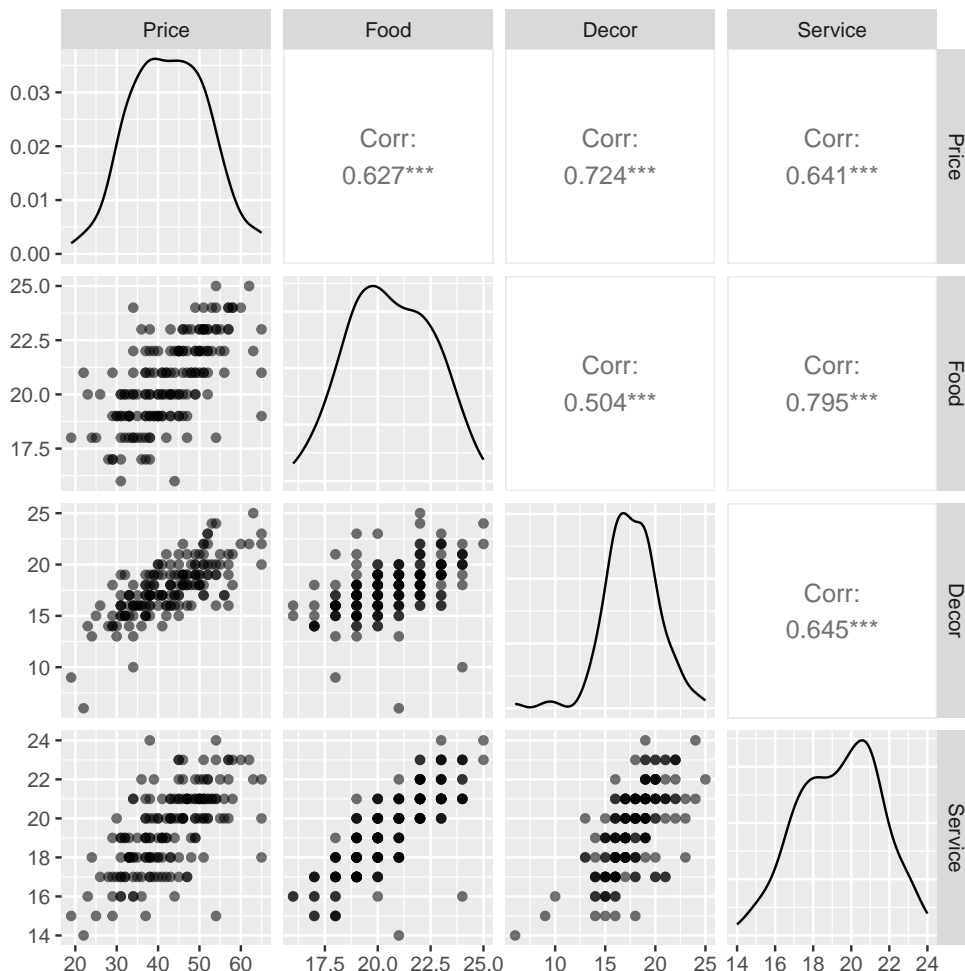 Price Food Decor Service
0.03
0.02
0.01
0.00
Corr:
0.627***
Corr:
0.724***
Corr:
0.641***
Price
25.0
22.5
20.0
17.5
Corr:
0.504***
Corr:
0.795***
Food
25
20
15
10
Corr:
0.645***
Decor
24
22
20
18
16
14
Service
20 30 40 50 60
17.5 20.0 22.5 25.0
10 15 20 25
14 16 18 20 22 24